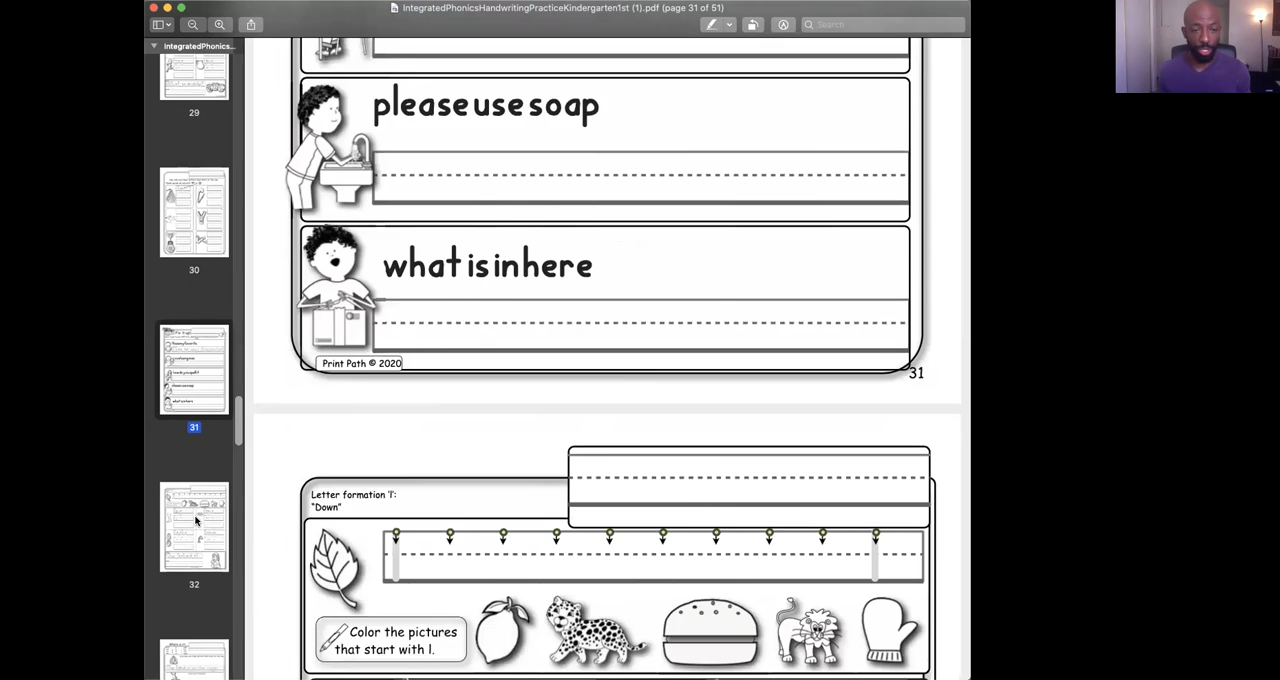 IntegratedPhonicsHandwritingPracticeKindergarten1st (1).pdf (page 31 of 51)
Search
IntegratedPhonics...
29
30
31
32
please use soap
what is in here
Print Path © 2020
31
Letter formation 'l':
"Down"
Color the pictures
that start with l.